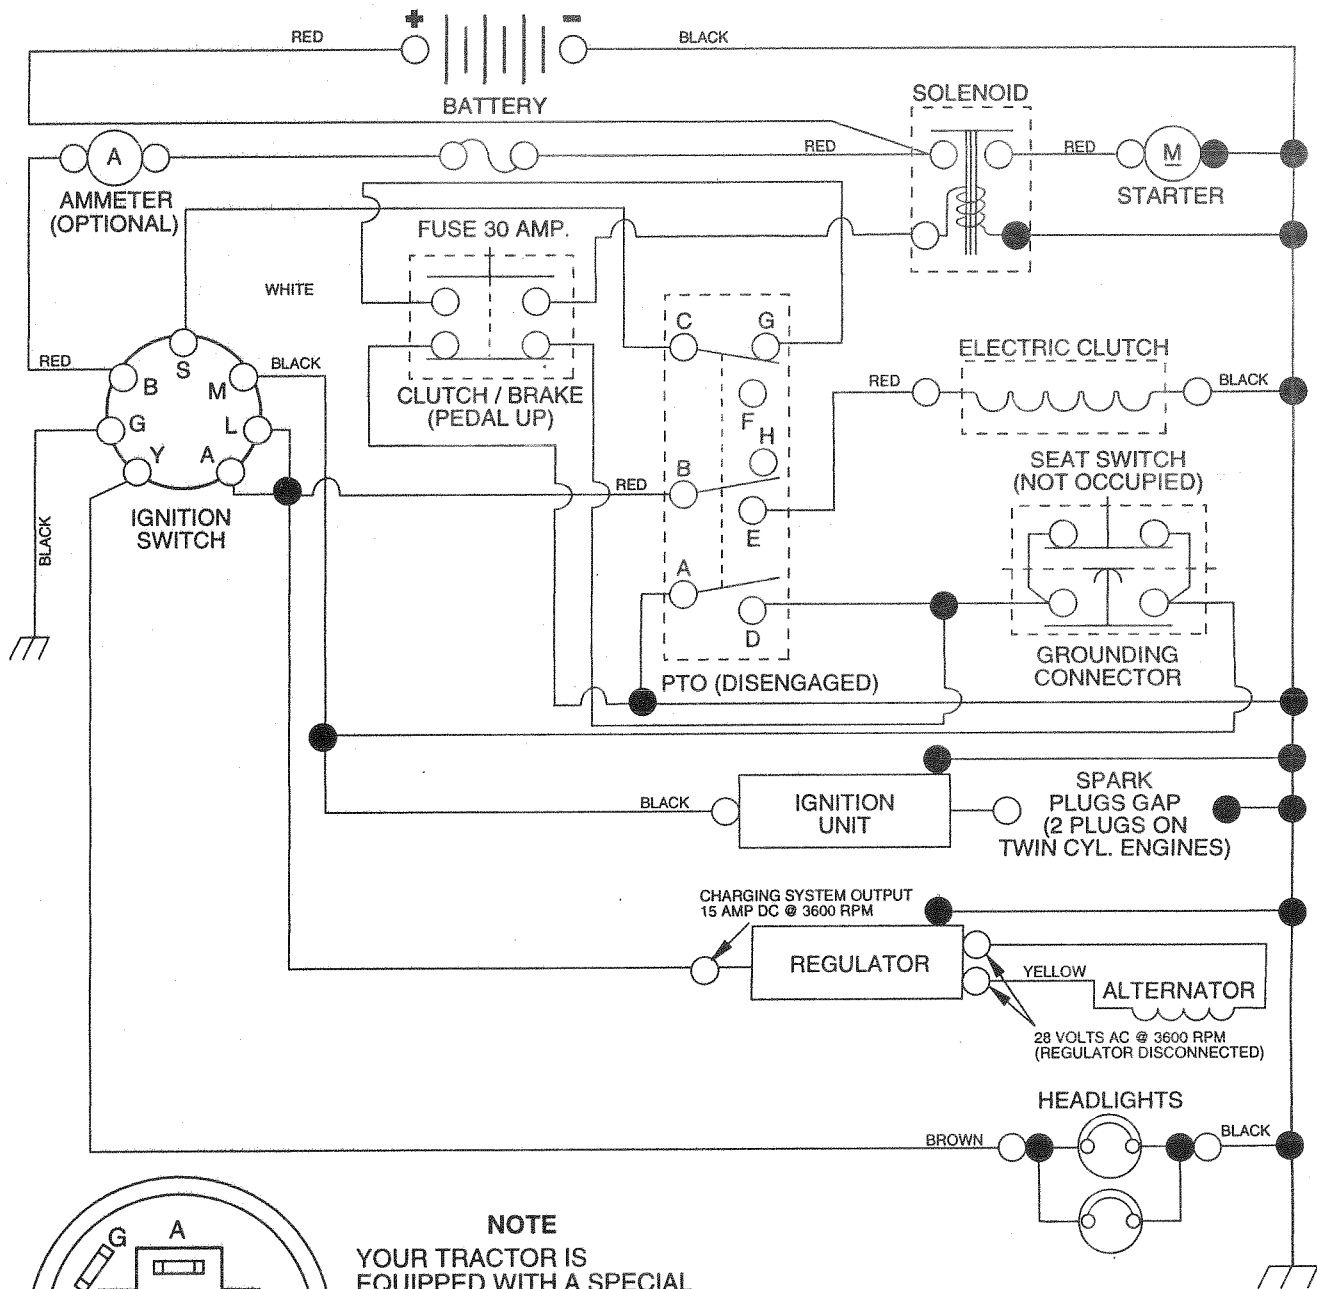 +
-
RED
BLACK
BATTERY
SOLENOID
A
RED
RED
M
AMMETER
(OPTIONAL)
STARTER
FUSE 30 AMP.
WHITE
C
G
RED
BLACK
S
B
M
G
L
Y
A
ELECTRIC CLUTCH
RED
BLACK
CLUTCH / BRAKE
(PEDAL UP)
F
H
B
RED
E
SEAT SWITCH
(NOT OCCUPIED)
IGNITION
SWITCH
BLACK
A
D
GROUNDING
CONNECTOR
PTO (DISENGAGED)
BLACK
IGNITION
UNIT
SPARK
PLUGS GAP
(2 PLUGS ON
TWIN CYL. ENGINES)
CHARGING SYSTEM OUTPUT
15 AMP DC @ 3600 RPM
REGULATOR
YELLOW
ALTERNATOR
28 VOLTS AC @ 3600 RPM
(REGULATOR DISCONNECTED)
HEADLIGHTS
BROWN
BLACK
G
A
NOTE
YOUR TRACTOR IS
EQUIPPED WITH A SPECIAL